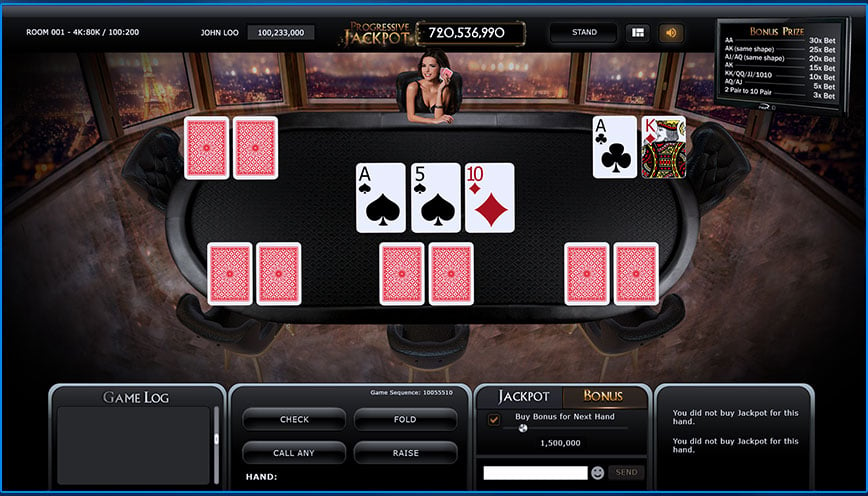 ROOM 001 - 4K:80K / 100:200
JOHN LOO
100,233,000
PROGRESSIVE
JACKPOT
720,536,990
STAND
BONUS PRIZE
AA 30x Bet
AK (same shape) 25x Bet
AJ/AQ (same shape) 20x Bet
AK 15x Bet
KK/QQ/JJ/1010 10x Bet
AQ/AJ 5x Bet
2 Pair to 10 Pair 3x Bet
A
K
A
5
10
GAME LOG
Game Sequence: 10055510
CHECK
FOLD
CALL ANY
RAISE
HAND:
JACKPOT
BONUS
Buy Bonus for Next Hand
1,500,000
SEND
You did not buy Jackpot for this
hand.
You did not buy Jackpot for this
hand.